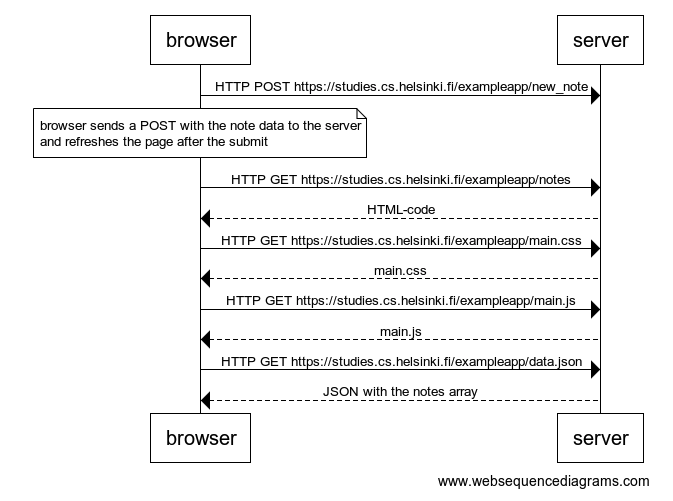 browser
server
HTTP POST https://studies.cs.helsinki.fi/exampleapp/new_note
browser sends a POST with the note data to the server
and refreshes the page after the submit
HTTP GET https://studies.cs.helsinki.fi/exampleapp/notes
HTML-code
HTTP GET https://studies.cs.helsinki.fi/exampleapp/main.css
main.css
HTTP GET https://studies.cs.helsinki.fi/exampleapp/main.js
main.js
HTTP GET https://studies.cs.helsinki.fi/exampleapp/data.json
JSON with the notes array
browser
server
www.websequencediagrams.com